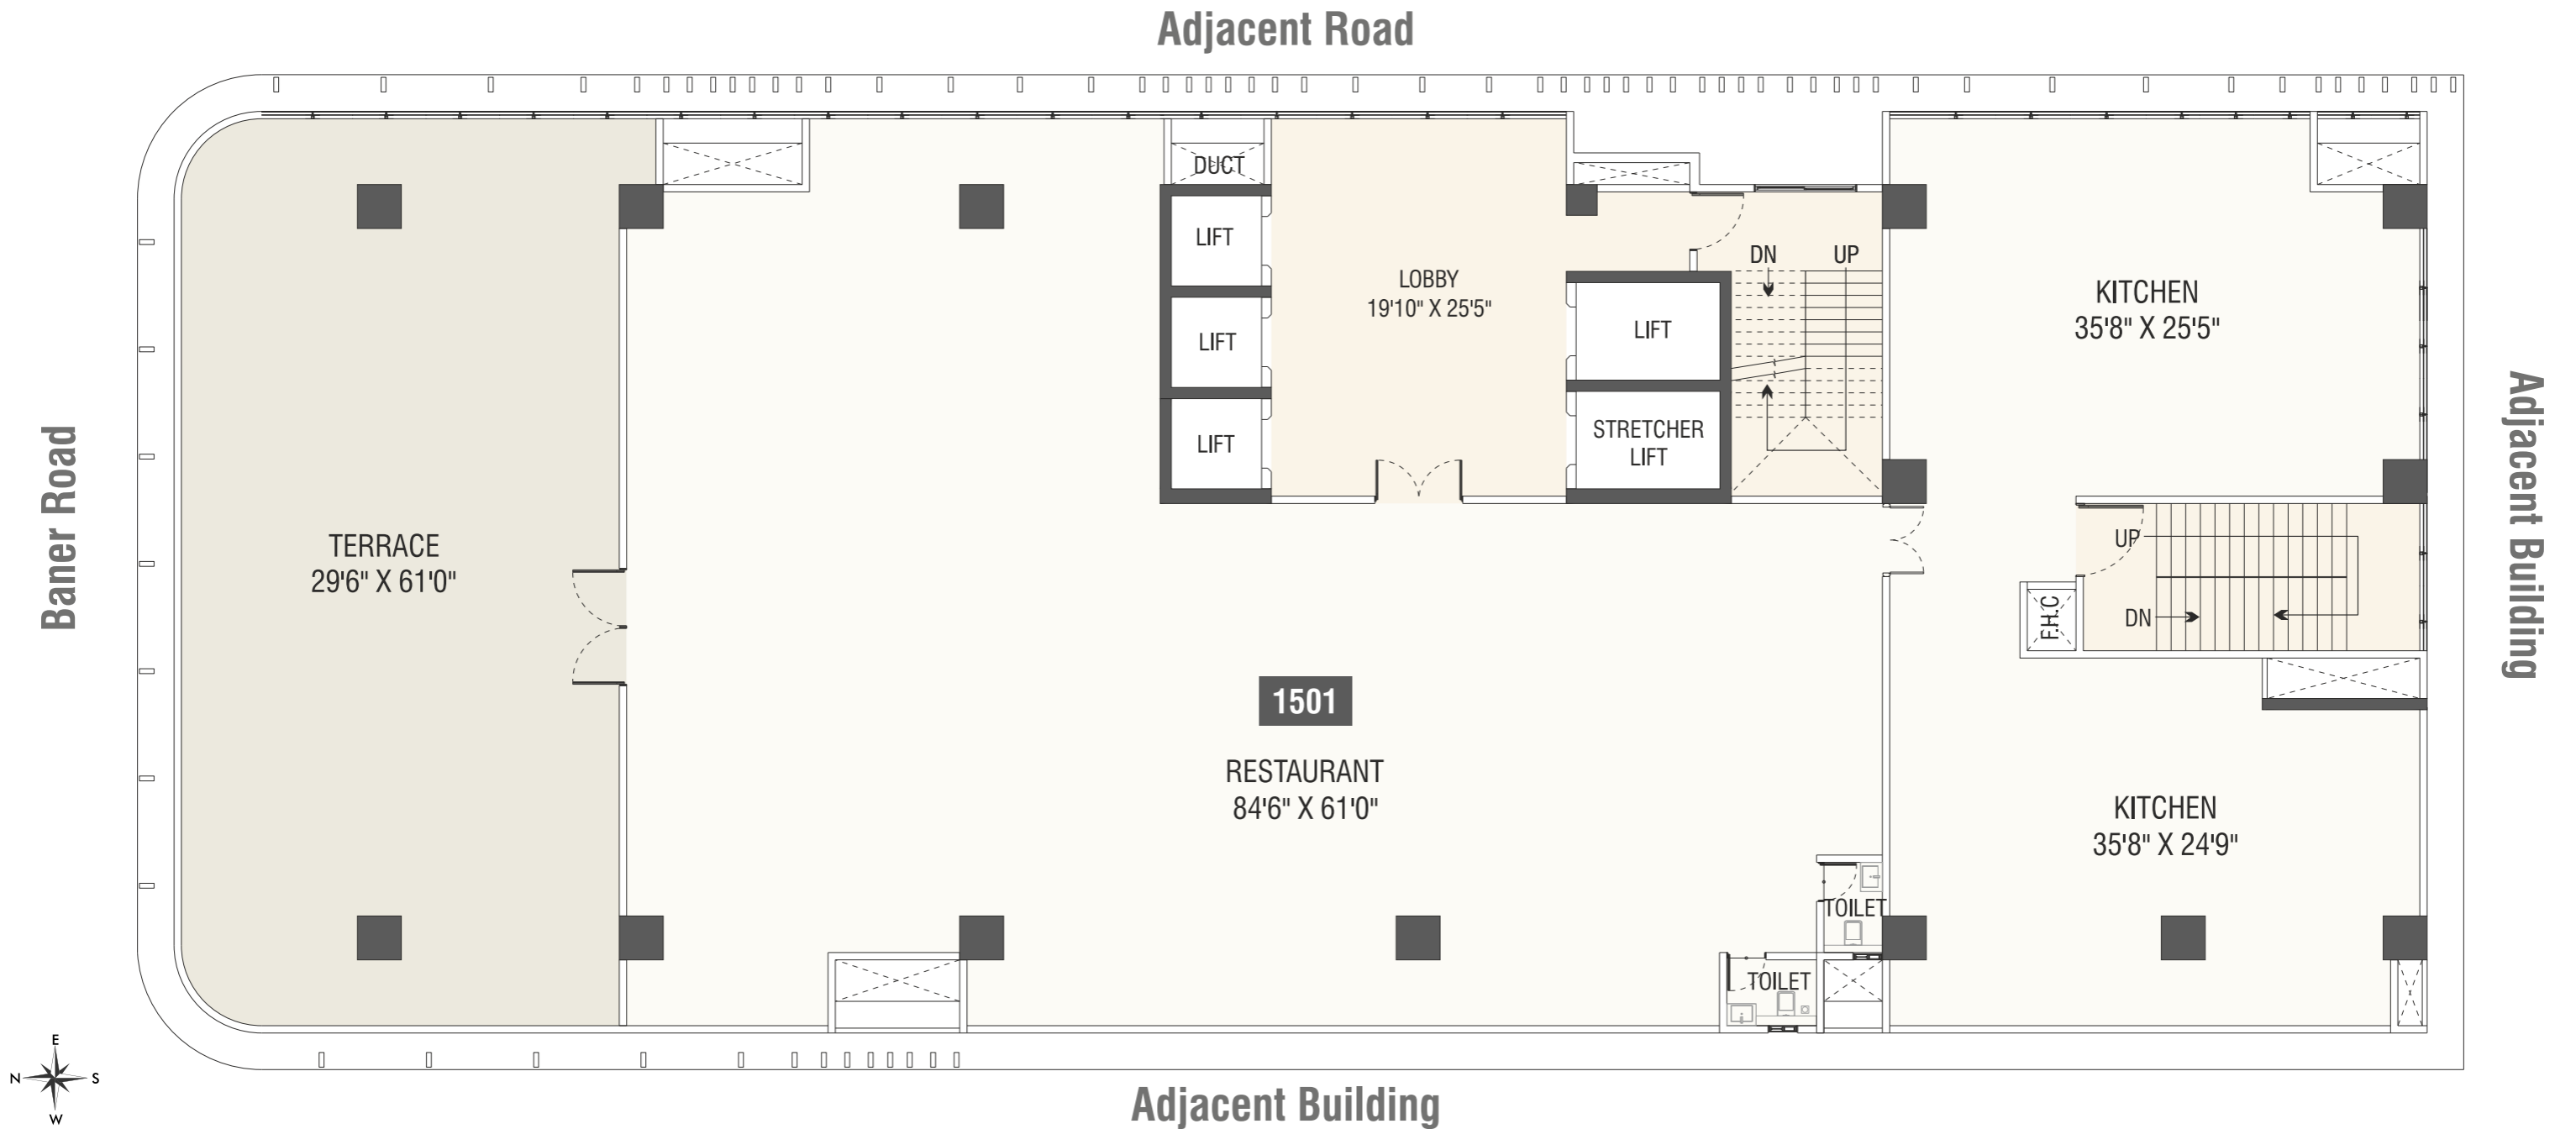 Adjacent Road
DUCT
LIFT
LOBBY
19'10" X 25'5"
DN
UP
KITCHEN
35'8" X 25'5"
LIFT
LIFT
LIFT
STRETCHER
LIFT
Baner Road
Adjacent Building
TERRACE
29'6" X 61'0"
UP
F.H.C
DN
1501
RESTAURANT
84'6" X 61'0"
KITCHEN
35'8" X 24'9"
TOILET
TOILET
E
N
S
W
Adjacent Building